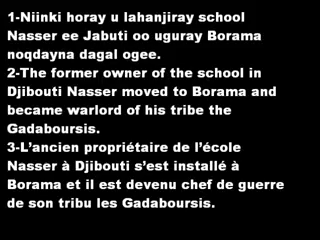 1-Niinki horay u lahanjiray school
Nasser ee Jabuti oo uguray Borama
noqdayna dagal ogee.
2-The former owner of the school in
Djibouti Nasser moved to Borama and
became warlord of his tribe the
Gadaboursis.
3-L'ancien propriétaire de l'école
Nasser à Djibouti s'est installé à
Borama et il est devenu chef de guerre
de son tribu les Gadaboursis.